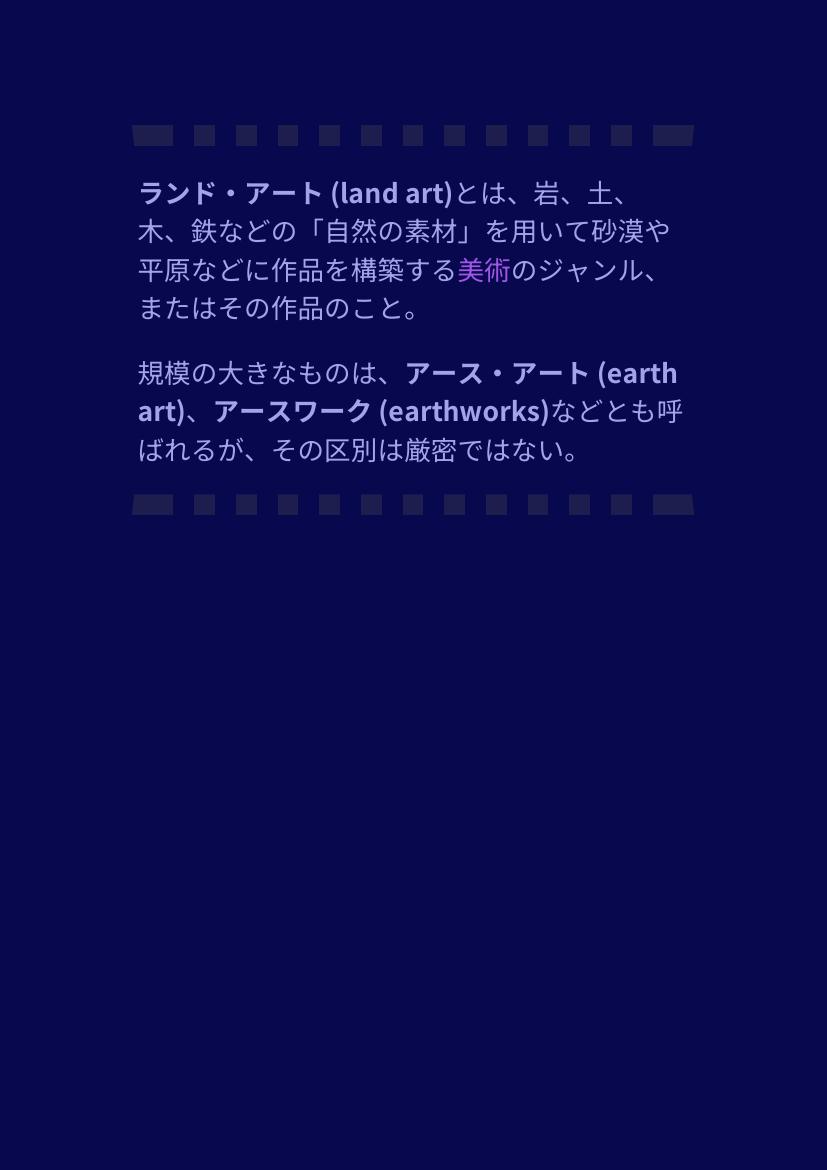 ランド・アート (land art)とは、岩、土、
木、鉄などの「自然の素材」を用いて砂漠や
平原などに作品を構築する美術のジャンル、
またはその作品のこと。
規模の大きなものは、アース・アート (earth
art)、アースワーク (earthworks)などとも呼
ばれるが、その区別は厳密ではない。